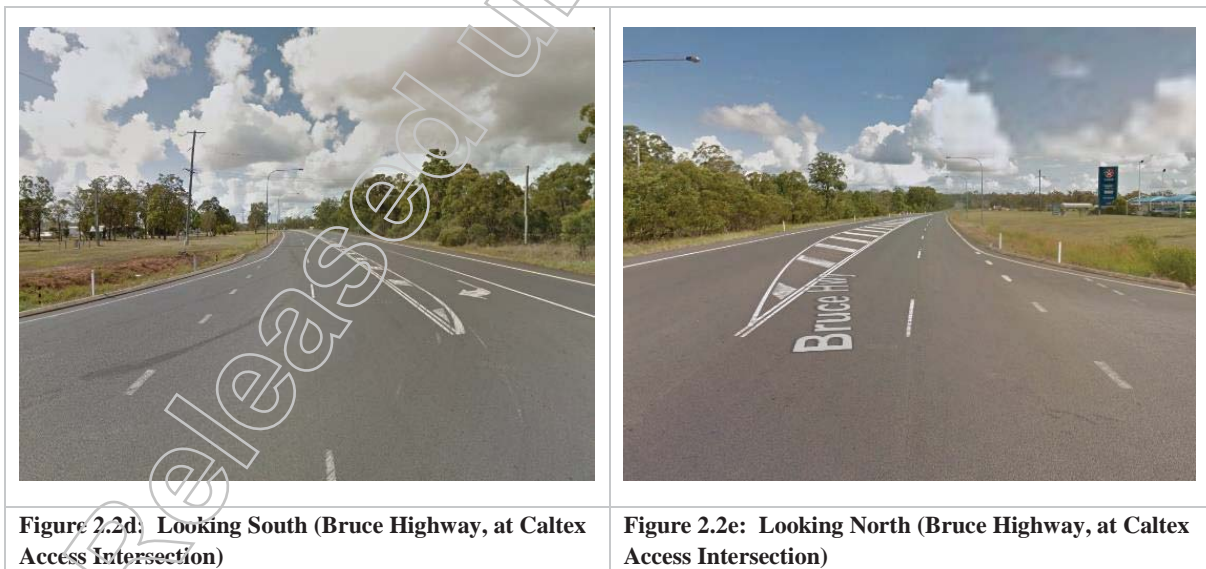 Figure 2.2d: Looking South (Bruce Highway, at Caltex
Access Intersection)
Figure 2.2e: Looking North (Bruce Highway, at Caltex
Access Intersection)
Bruce Hwy
Released u